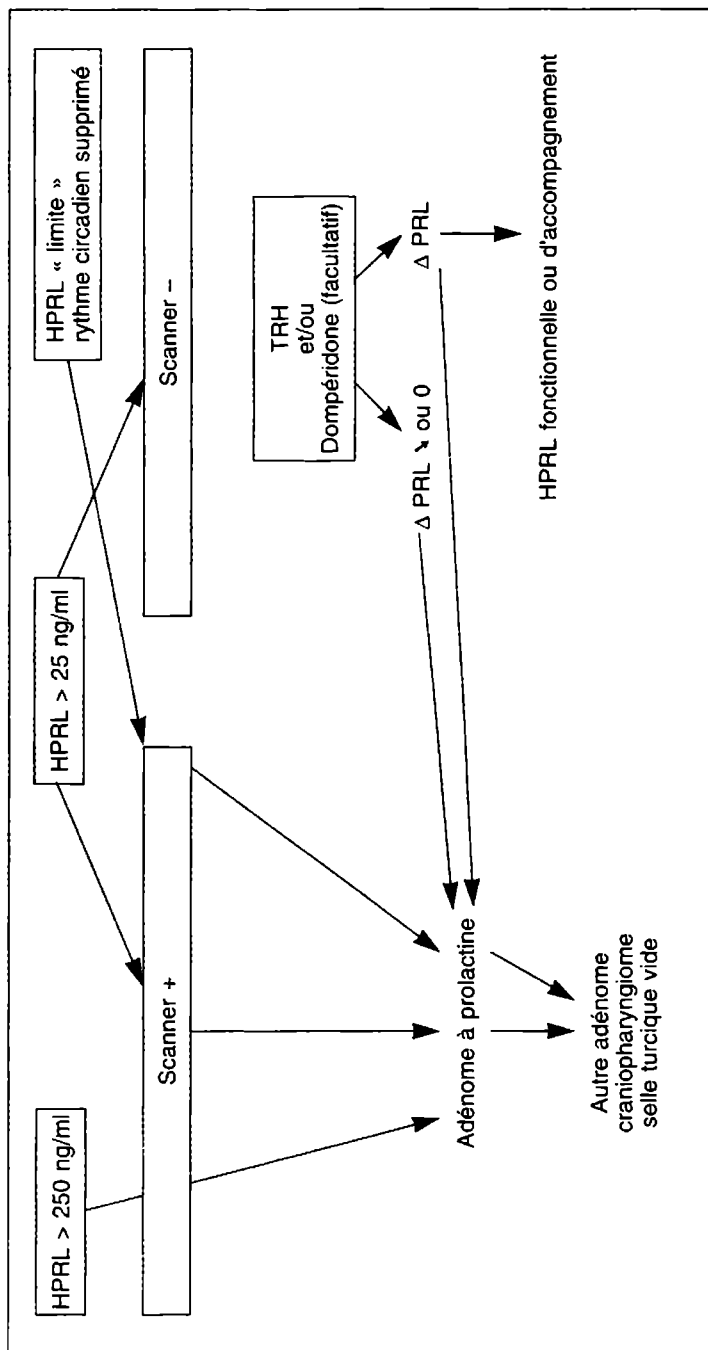 HPRL > 250 ng/ml
HPRL > 25 ng/ml
HPRL « limite »
rythme circadien supprimé
Scanner +
Scanner –
TRH
et/ou
Dompéridone (facultatif)
Δ PRL ↘ ou 0
Δ PRL
Adénome à prolactine
HPRL fonctionnelle ou d'accompagnement
Autre adénome
craniopharyngiome
selle turcique vide